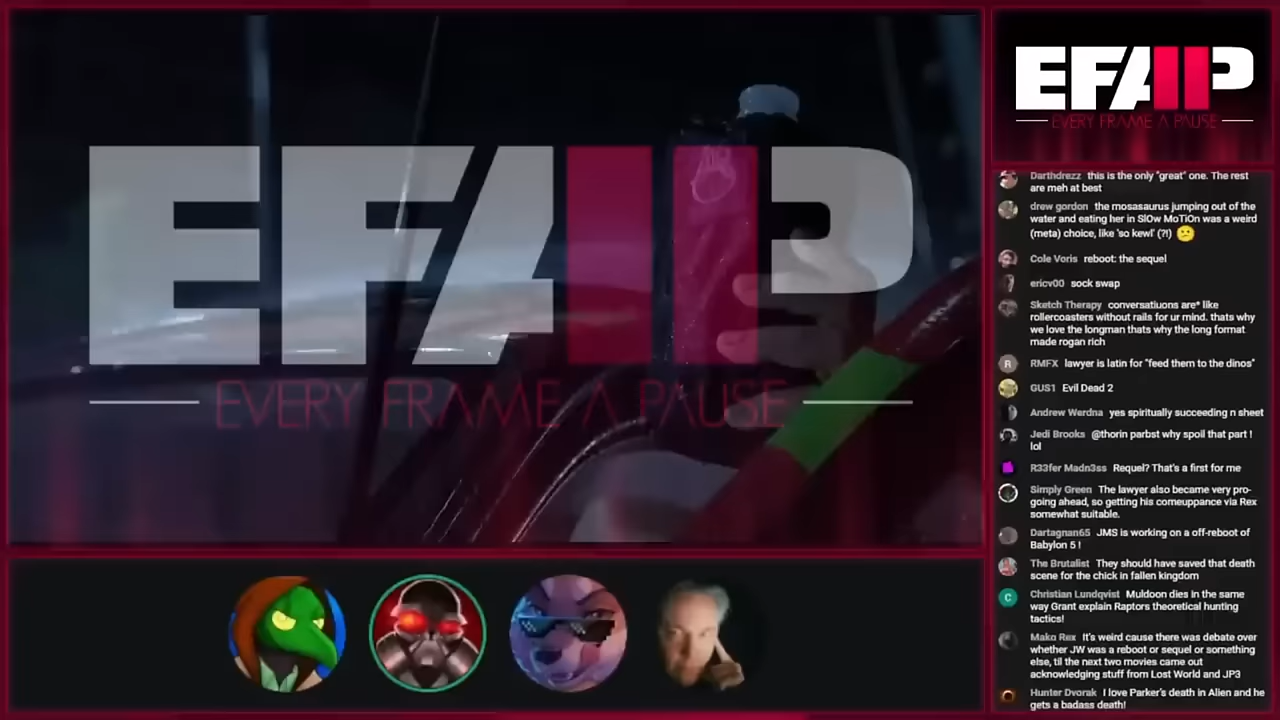 EFAP
EVERY FRAME A PAUSE
EFAP
EVERY FRAME A PAUSE
Darthdrezz this is the only "great" one. The rest
are meh at best
drew gordon the mosasaurus jumping out of the
water and eating her in SlOw MoTiOn was a weird
(meta) choice, like 'so kewl' (?!)
Cole Voris reboot: the sequel
ericv00 sock swap
Sketch Therapy conversatiuons are* like
rollercoasters without rails for ur mind. thats why
we love the longman thats why the long format
made rogan rich
R RMFX lawyer is latin for "feed them to the dinos"
GUS1 Evil Dead 2
Andrew Werdna yes spiritually succeeding n sheet
Jedi Brooks @thorin parbst why spoil that part !
lol
R33fer Madn3ss Requel? That's a first for me
Simply Green The lawyer also became very pro-
going ahead, so getting his comeuppance via Rex
somewhat suitable.
Dartagnan65 JMS is working on a off-reboot of
Babylon 5 !
The Brutalist They should have saved that death
scene for the chick in fallen kingdom
C Christian Lundqvist Muldoon dies in the same
way Grant explain Raptors theoretical hunting
tactics!
Mako Rex It's weird cause there was debate over
whether JW was a reboot or sequel or something
else, til the next two movies came out
acknowledging stuff from Lost World and JP3
Hunter Dvorak I love Parker's death in Alien and he
gets a badass death!